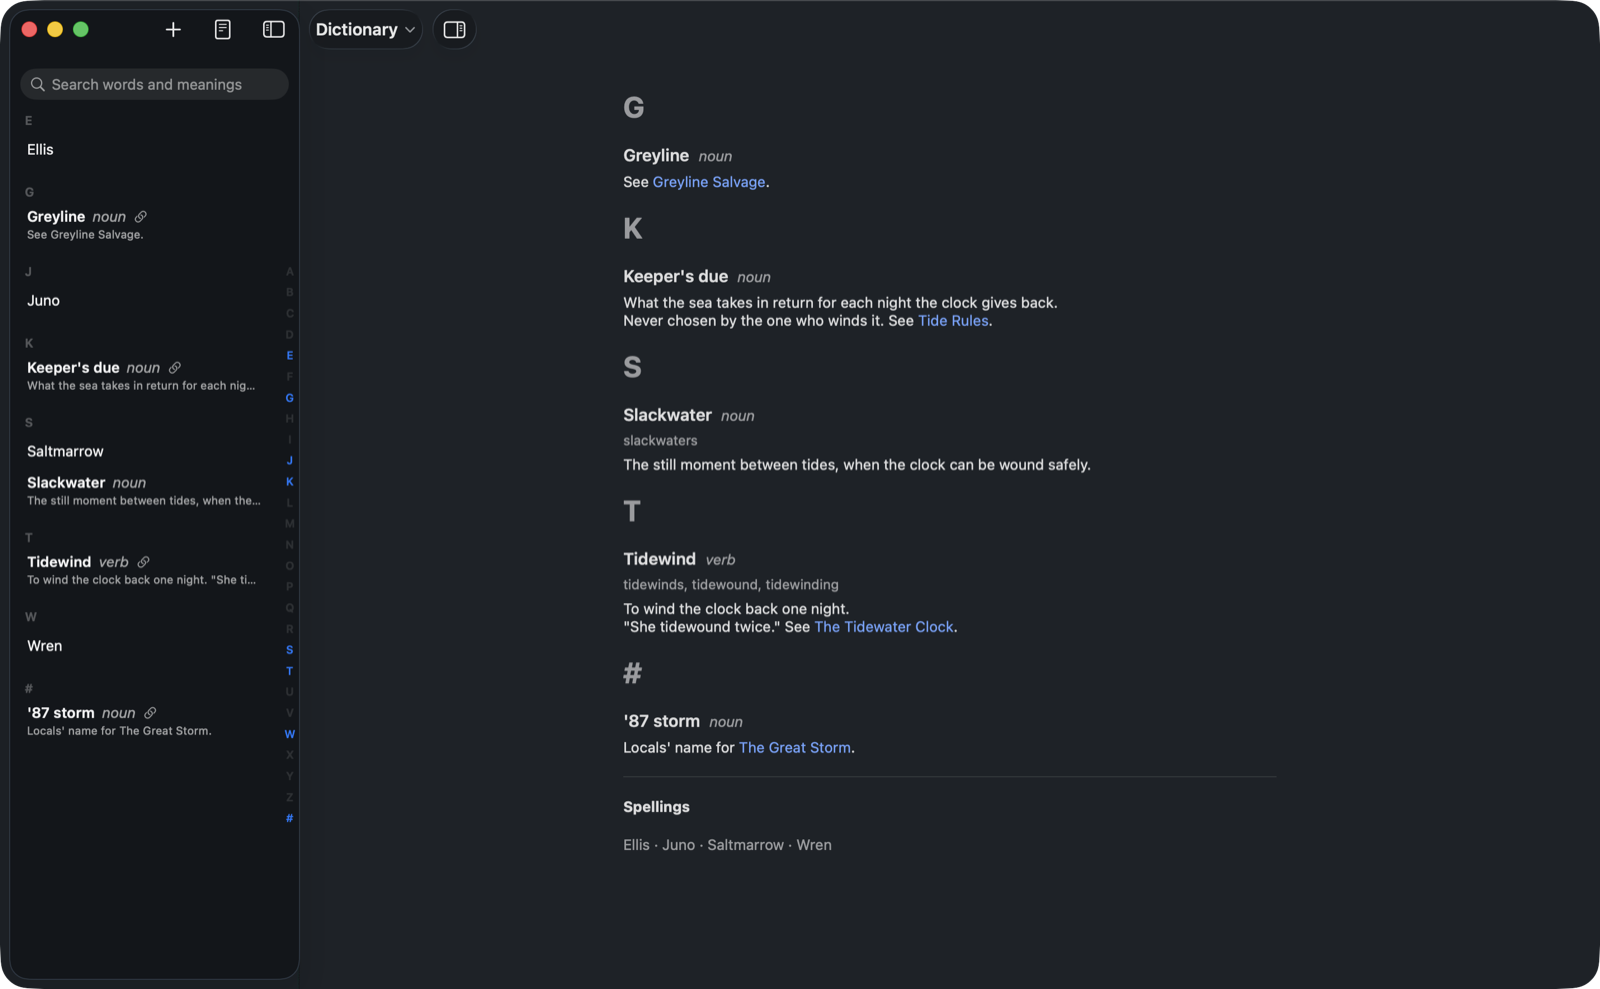 Dictionary
Search words and meanings
E
Ellis
G
Greyline noun
See Greyline Salvage.
J
Juno
K
Keeper's due noun
What the sea takes in return for each nig...
S
Saltmarrow
Slackwater noun
The still moment between tides, when the...
T
Tidewind verb
To wind the clock back one night. "She ti...
W
Wren
#
'87 storm noun
Locals' name for The Great Storm.
A
B
C
D
E
F
G
H
I
J
K
L
M
N
O
P
Q
R
S
T
U
V
W
X
Y
Z
#
G
Greyline noun
See Greyline Salvage.
K
Keeper's due noun
What the sea takes in return for each night the clock gives back.
Never chosen by the one who winds it. See Tide Rules.
S
Slackwater noun
slackwaters
The still moment between tides, when the clock can be wound safely.
T
Tidewind verb
tidewinds, tidewound, tidewinding
To wind the clock back one night.
"She tidewound twice." See The Tidewater Clock.
#
'87 storm noun
Locals' name for The Great Storm.
Spellings
Ellis · Juno · Saltmarrow · Wren